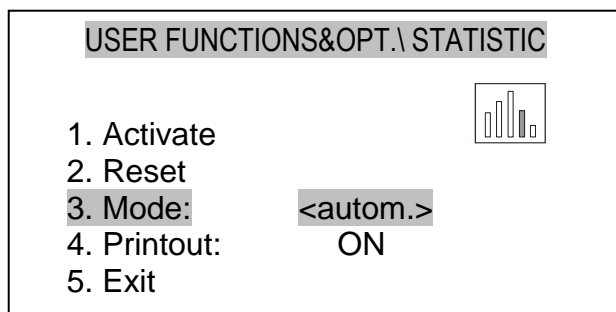 USER FUNCTIONS&OPT.\ STATISTIC
1. Activate
2. Reset
3. Mode: <autom.>
4. Printout: ON
5. Exit